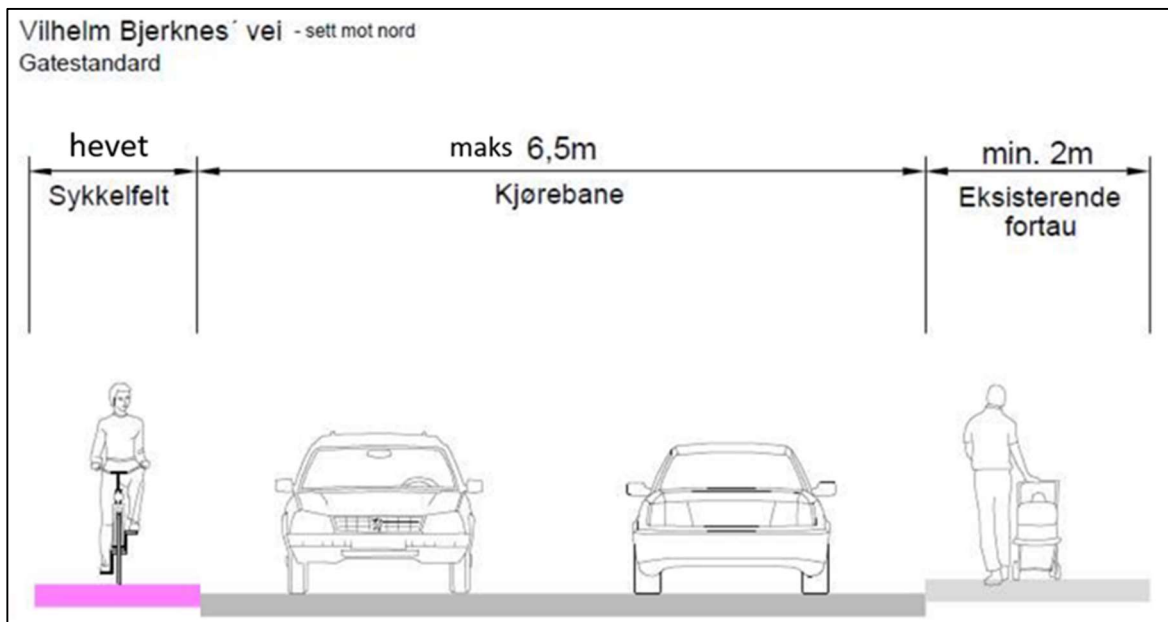 Vilhelm Bjerknes´ vei - sett mot nord
Gatestandard
hevet
maks 6,5m
min. 2m
Sykkelfelt
Kjørebane
Eksisterende
fortau